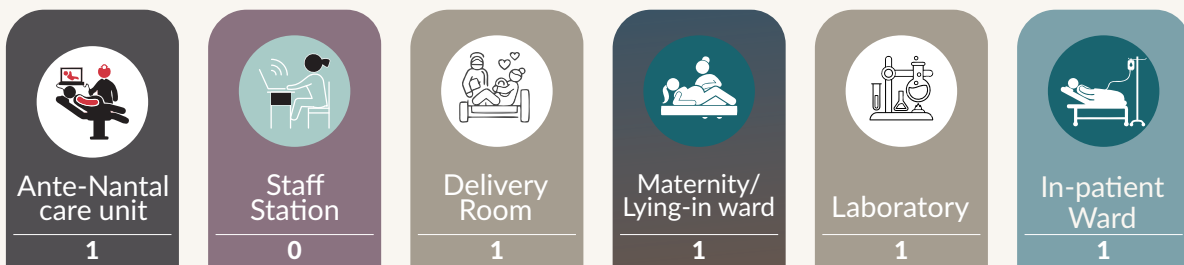 Ante-Nantal
care unit
1
Staff
Station
0
Delivery
Room
1
Maternity/
Lying-in ward
1
Laboratory
1
In-patient
Ward
1